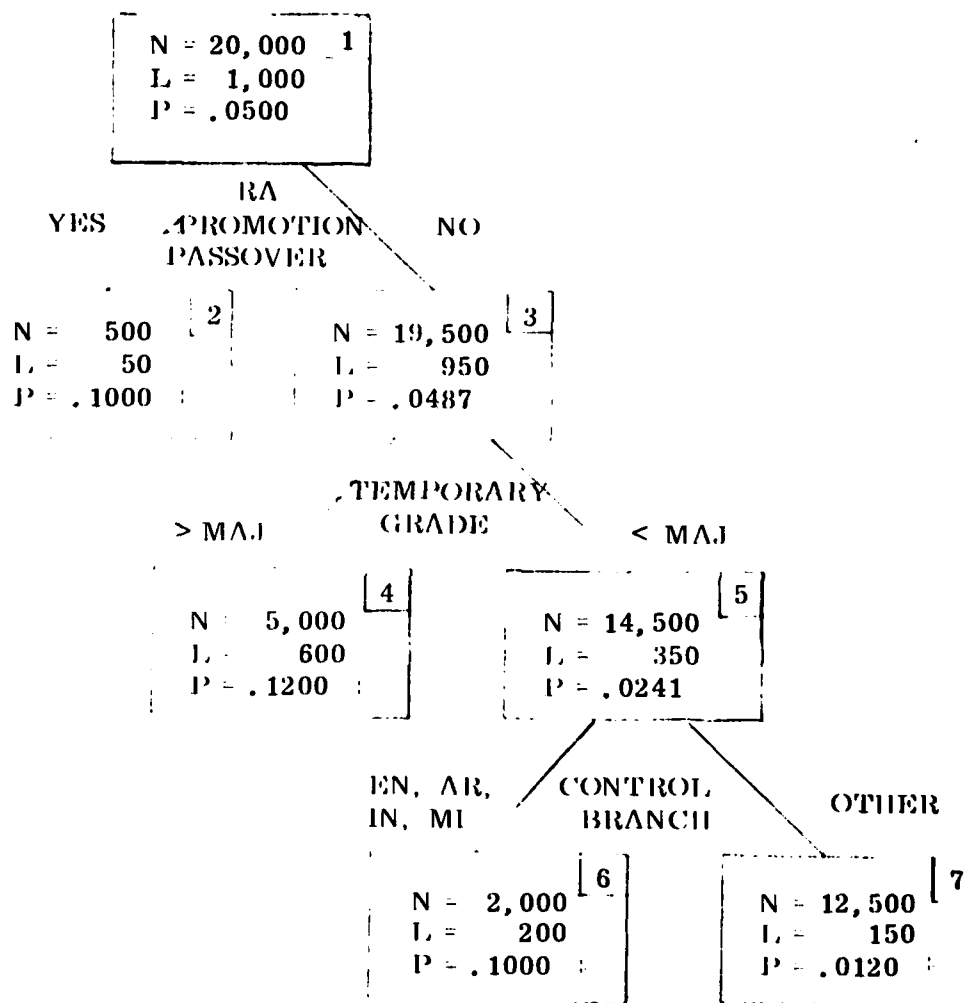 N = 20,000 1
L = 1,000
P = .0500
RA
YES PROMOTION NO
PASSOVER
N = 500 2
L = 50
P = .1000
N = 19,500 3
L = 950
P = .0487
TEMPORARY
GRADE
> MAJ < MAJ
N = 5,000 4
L = 600
P = .1200
N = 14,500 5
L = 350
P = .0241
EN, AR,
IN, MI
CONTROL
BRANCH
OTHER
N = 2,000 6
L = 200
P = .1000
N = 12,500 7
L = 150
P = .0120